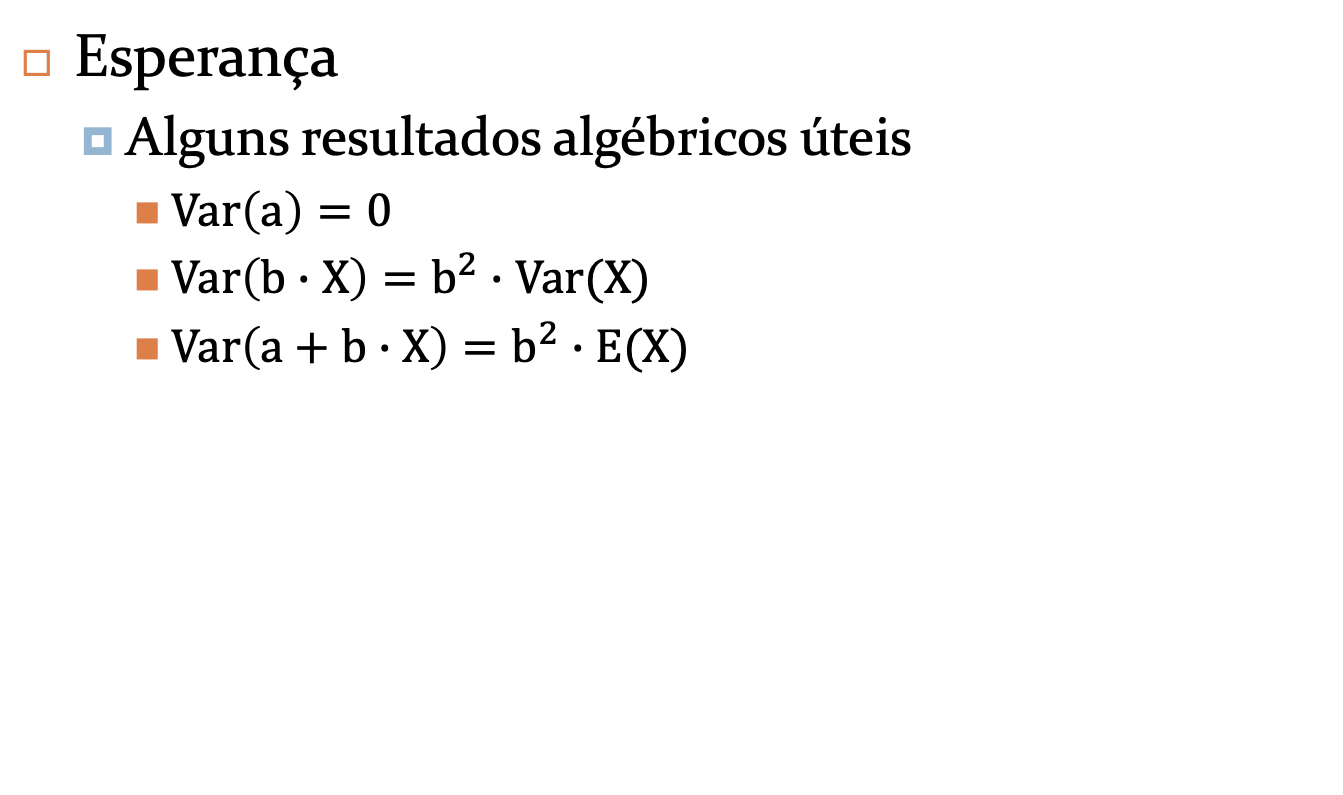 Esperança
Alguns resultados algébricos úteis
Var(a) = 0
Var(b · X) = b² · Var(X)
Var(a + b · X) = b² · E(X)